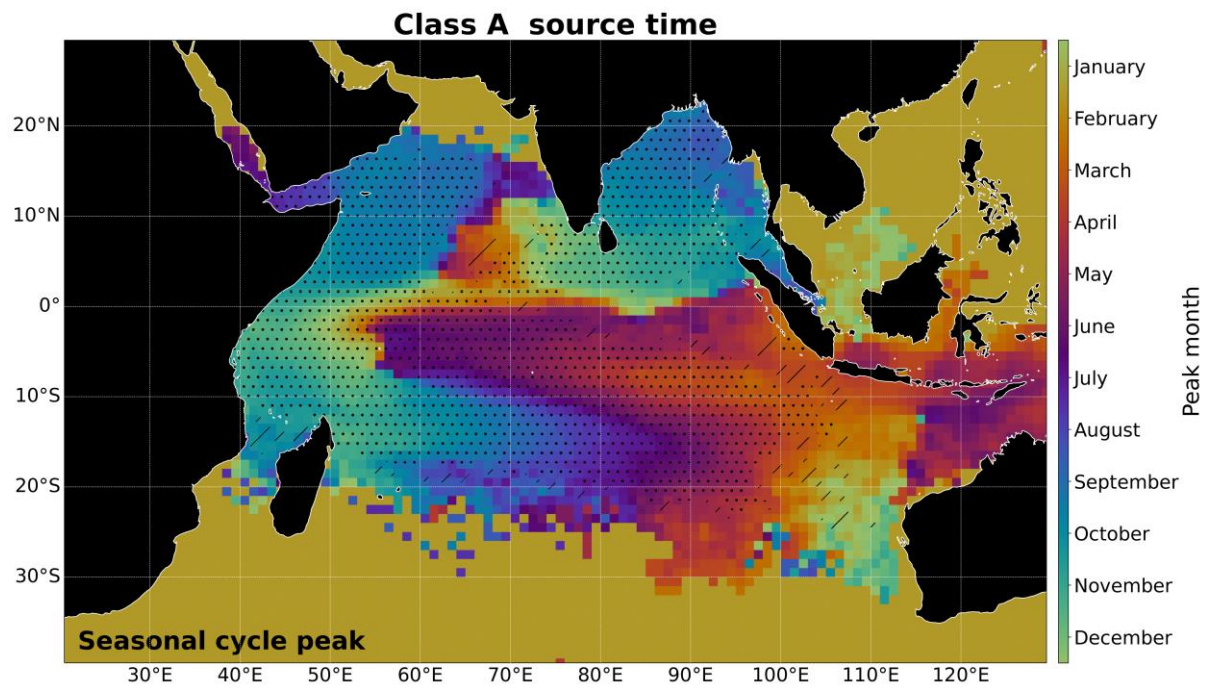 Class A source time
20°N
10°N
0°
10°S
20°S
30°S
Seasonal cycle peak
30°E 40°E 50°E 60°E 70°E 80°E 90°E 100°E 110°E 120°E
January
February
March
April
May
June
July
August
September
October
November
December
Peak month